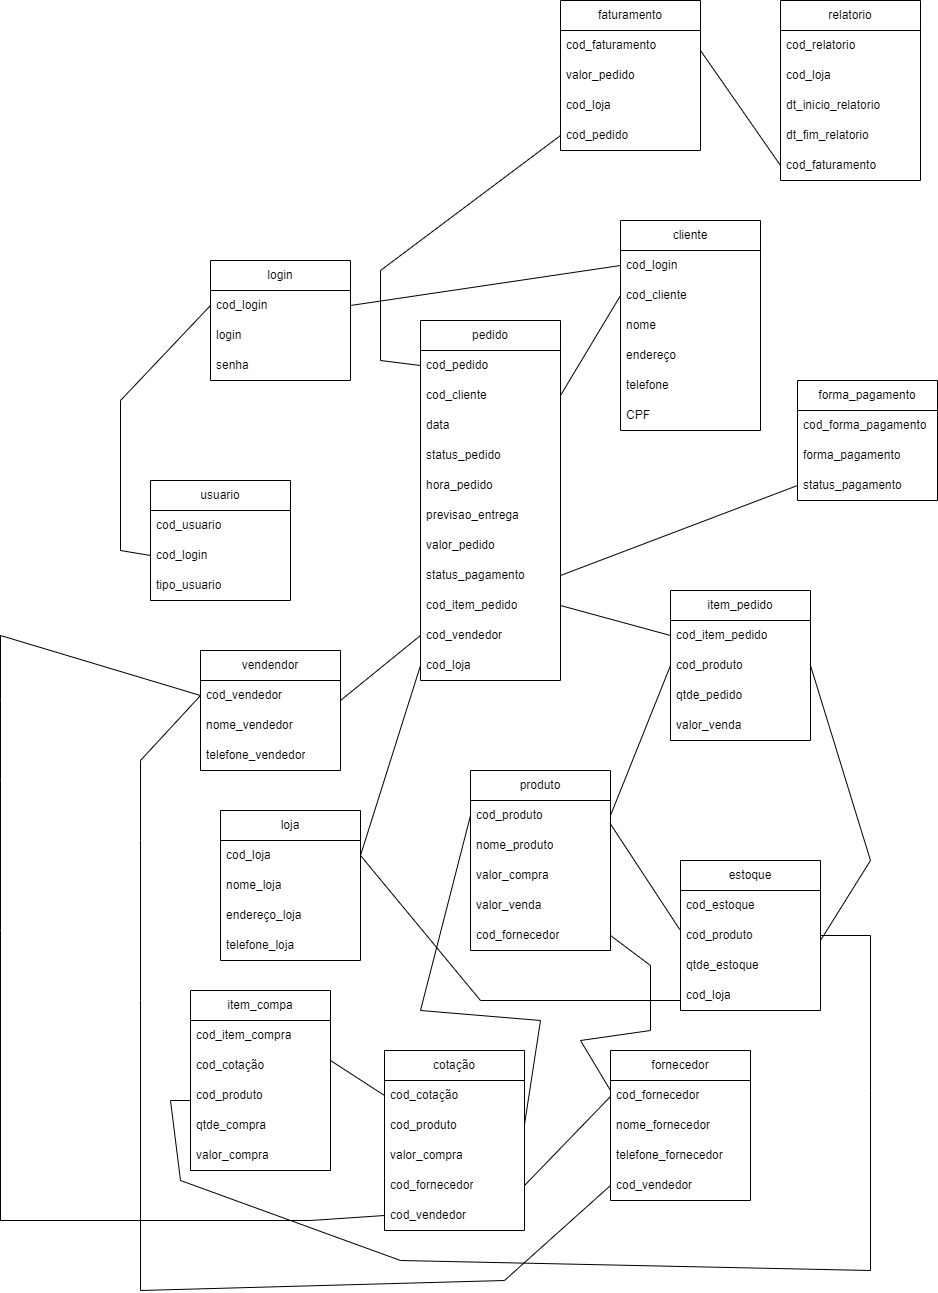 faturamento
cod_faturamento
valor_pedido
cod_loja
cod_pedido
relatorio
cod_relatorio
cod_loja
dt_inicio_relatorio
dt_fim_relatorio
cod_faturamento
cliente
cod_login
cod_cliente
nome
endereço
telefone
CPF
login
cod_login
login
senha
pedido
cod_pedido
cod_cliente
data
status_pedido
hora_pedido
previsao_entrega
valor_pedido
status_pagamento
cod_item_pedido
cod_vendedor
cod_loja
forma_pagamento
cod_forma_pagamento
forma_pagamento
status_pagamento
usuario
cod_usuario
cod_login
tipo_usuario
item_pedido
cod_item_pedido
cod_produto
qtde_pedido
valor_venda
vendendor
cod_vendedor
nome_vendedor
telefone_vendedor
produto
cod_produto
nome_produto
valor_compra
valor_venda
cod_fornecedor
loja
cod_loja
nome_loja
endereço_loja
telefone_loja
estoque
cod_estoque
cod_produto
qtde_estoque
cod_loja
item_compa
cod_item_compra
cod_cotação
cod_produto
qtde_compra
valor_compra
cotação
cod_cotação
cod_produto
valor_compra
cod_fornecedor
cod_vendedor
fornecedor
cod_fornecedor
nome_fornecedor
telefone_fornecedor
cod_vendedor